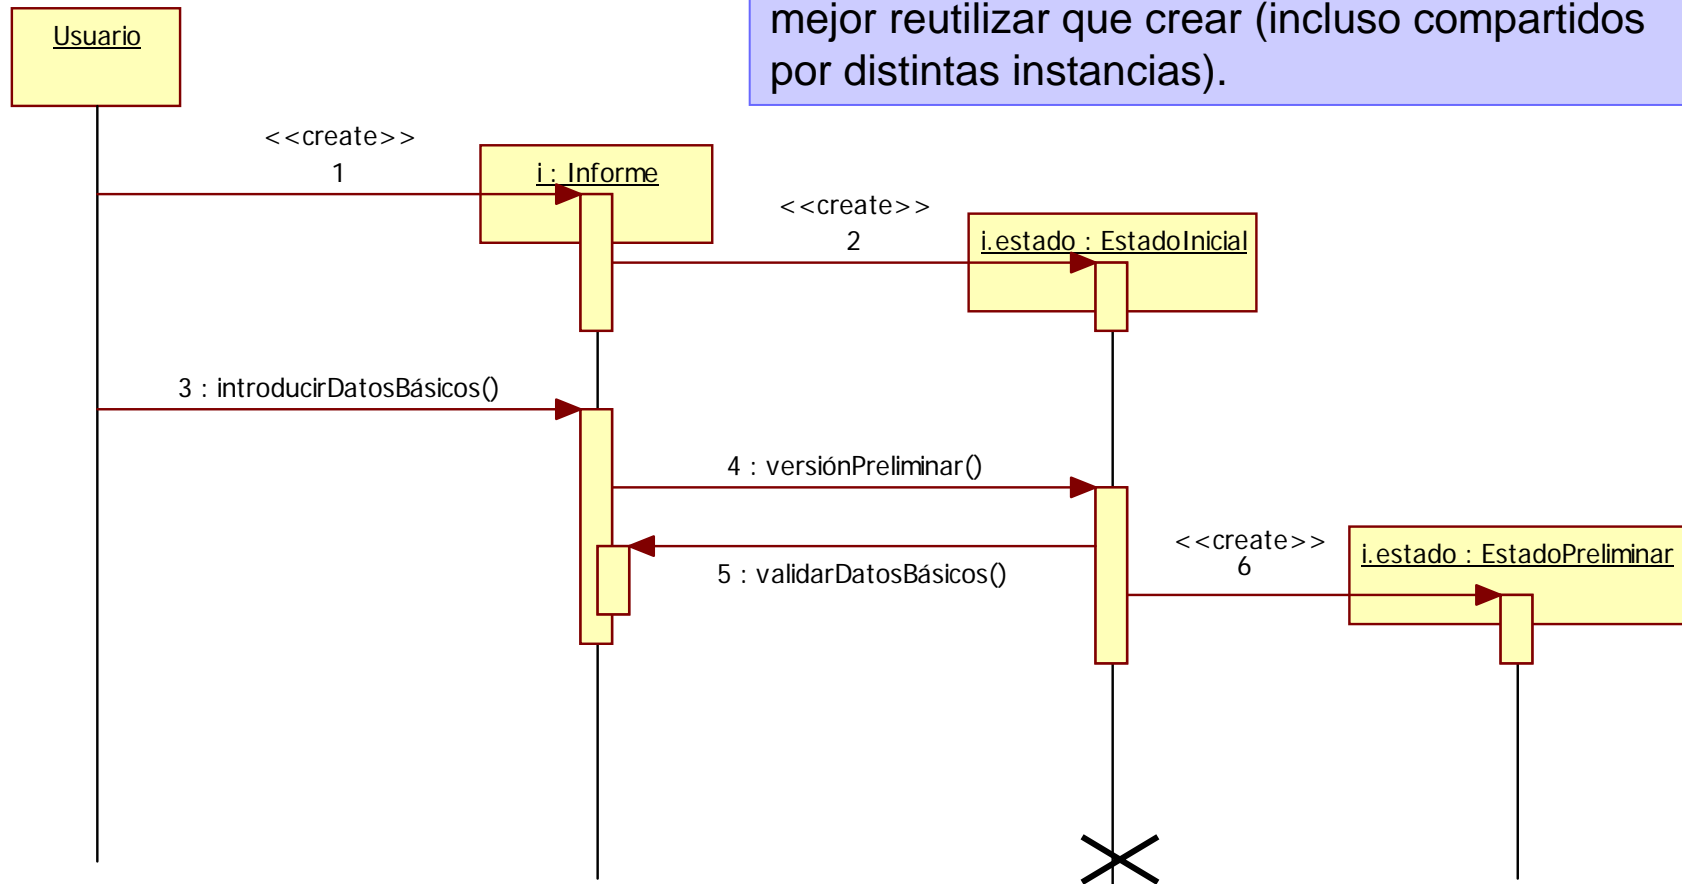 mejor reutilizar que crear (incluso compartidos
por distintas instancias).
Usuario
<<create>>
1
i : Informe
<<create>>
2
i.estado : EstadoInicial
3 : introducirDatosBásicos()
4 : versiónPreliminar()
5 : validarDatosBásicos()
<<create>>
6
i.estado : EstadoPreliminar